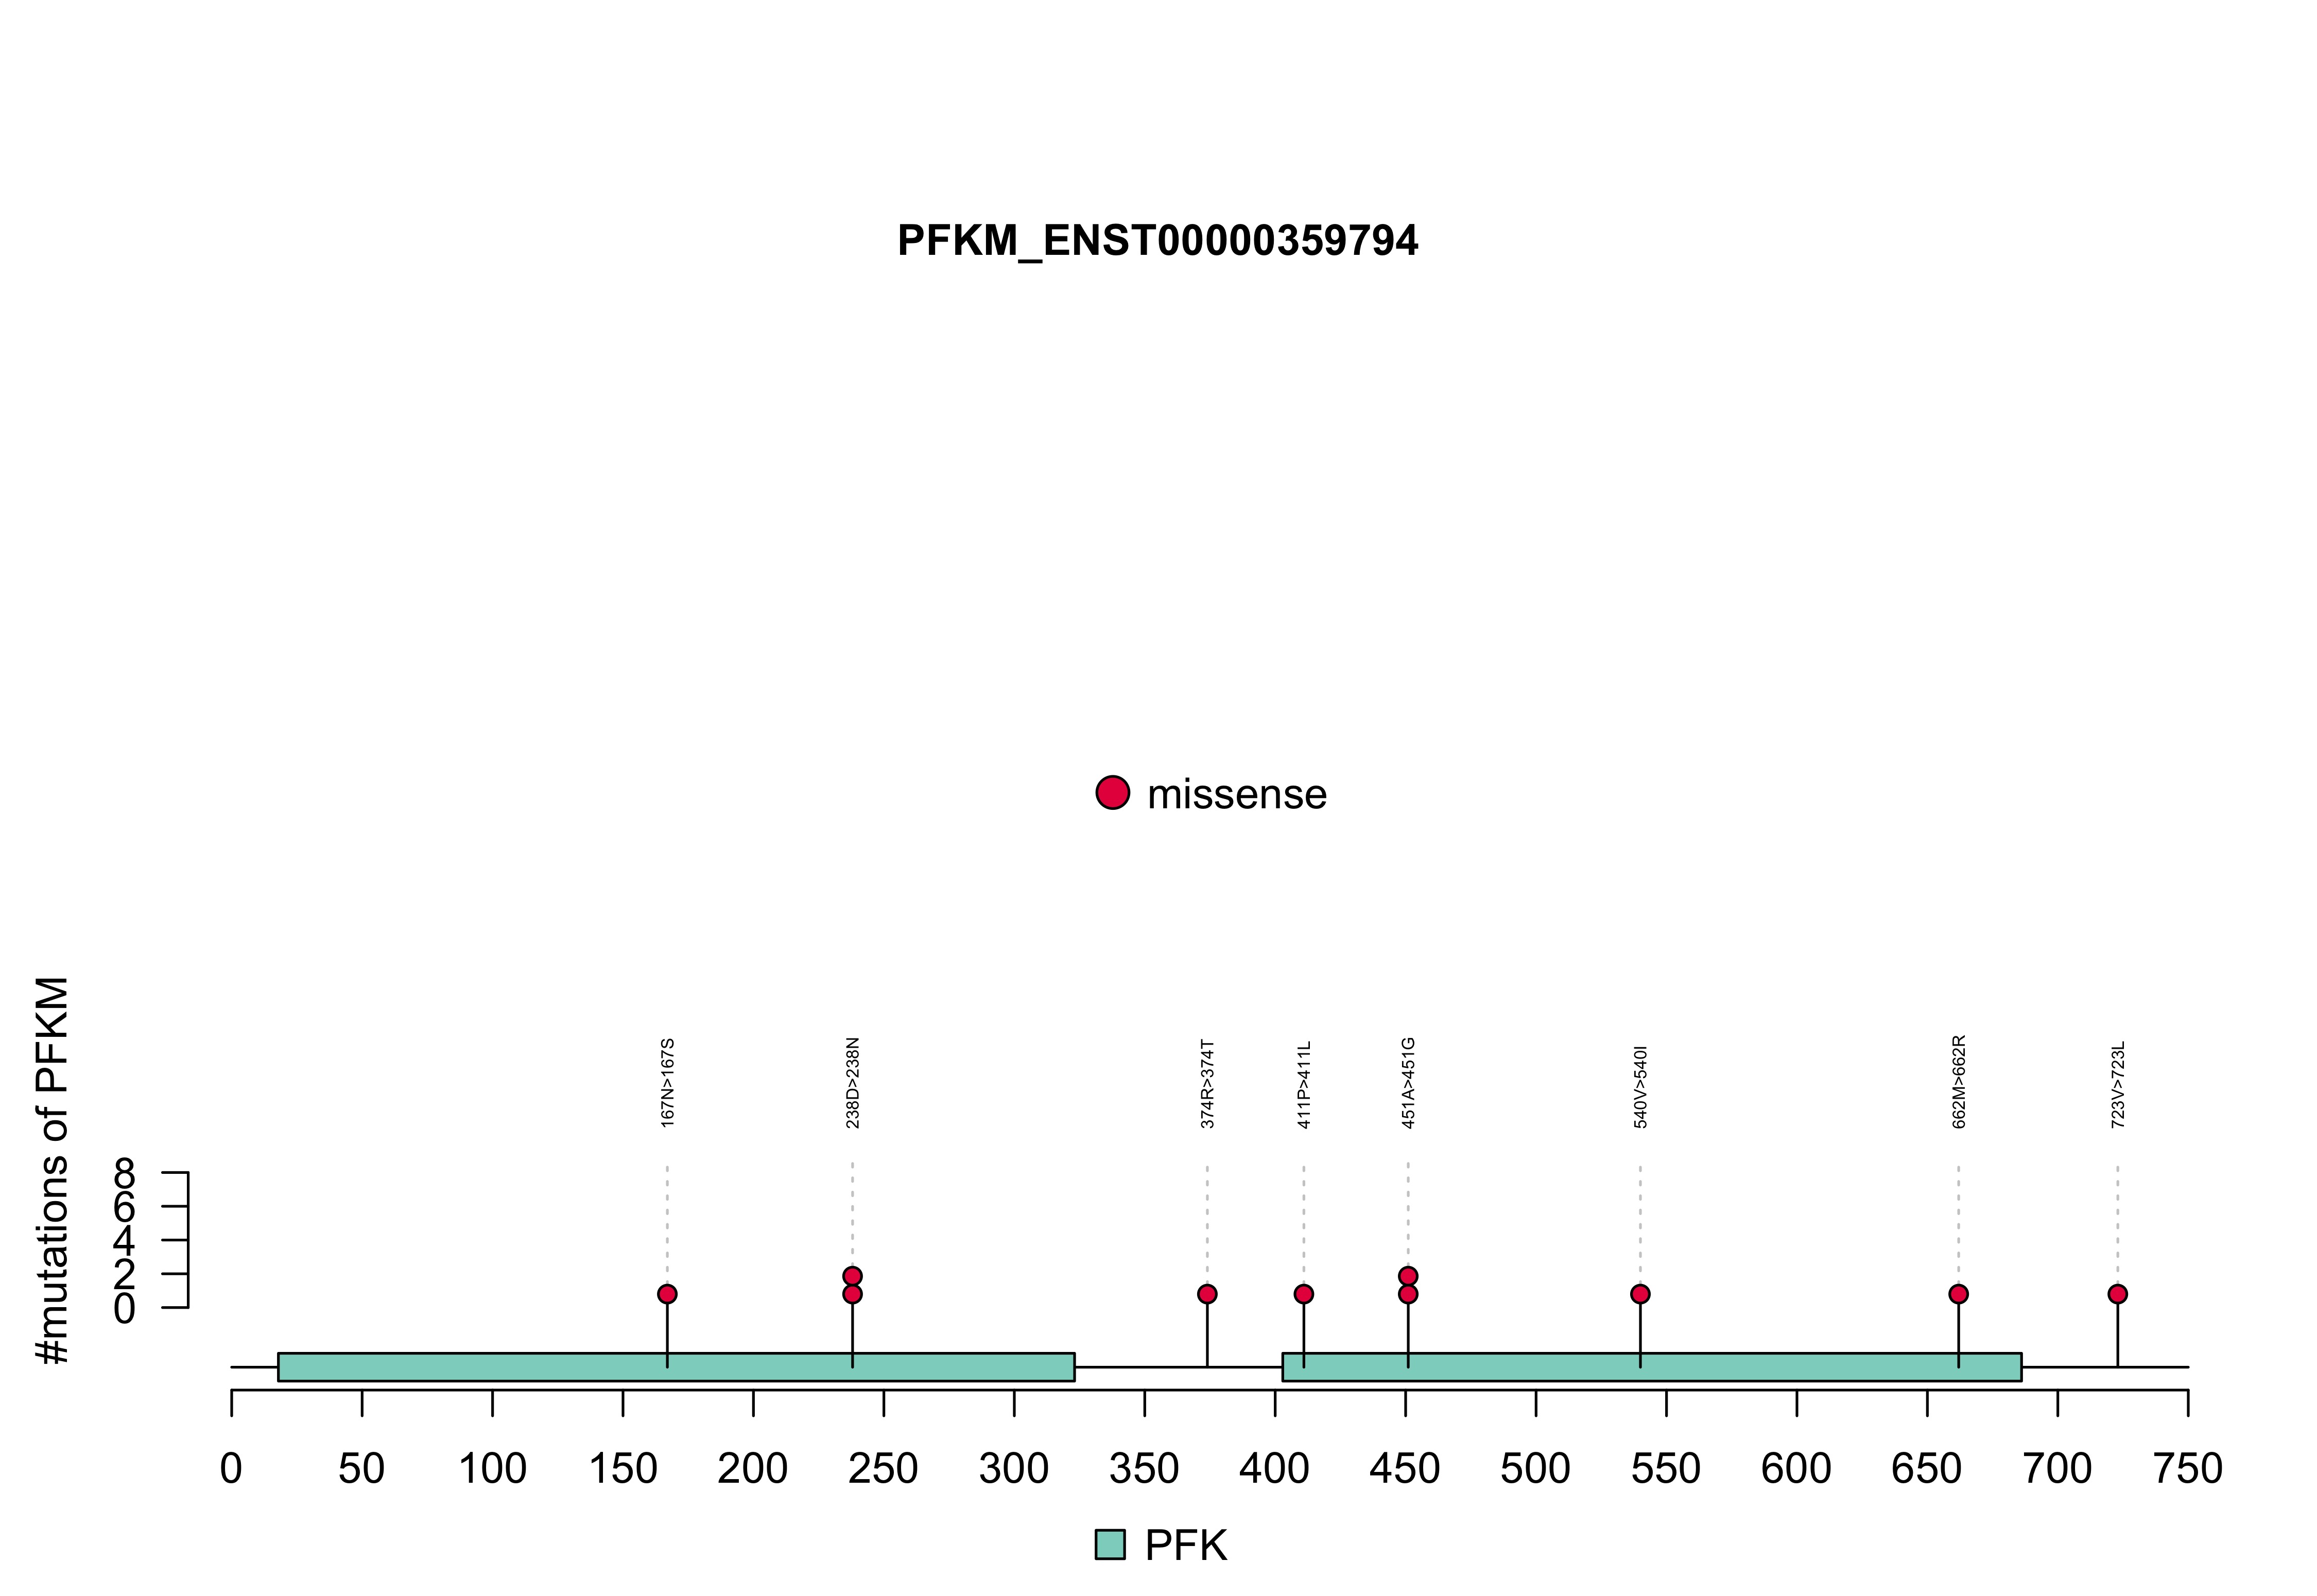 PFKM_ENST00000359794
missense
#mutations of PFKM
167N>167S
238D>238N
374R>374T
411P>411L
451A>451G
540V>540I
662M>662R
723V>723L
8
6
4
2
0
0 50 100 150 200 250 300 350 400 450 500 550 600 650 700 750
PFK